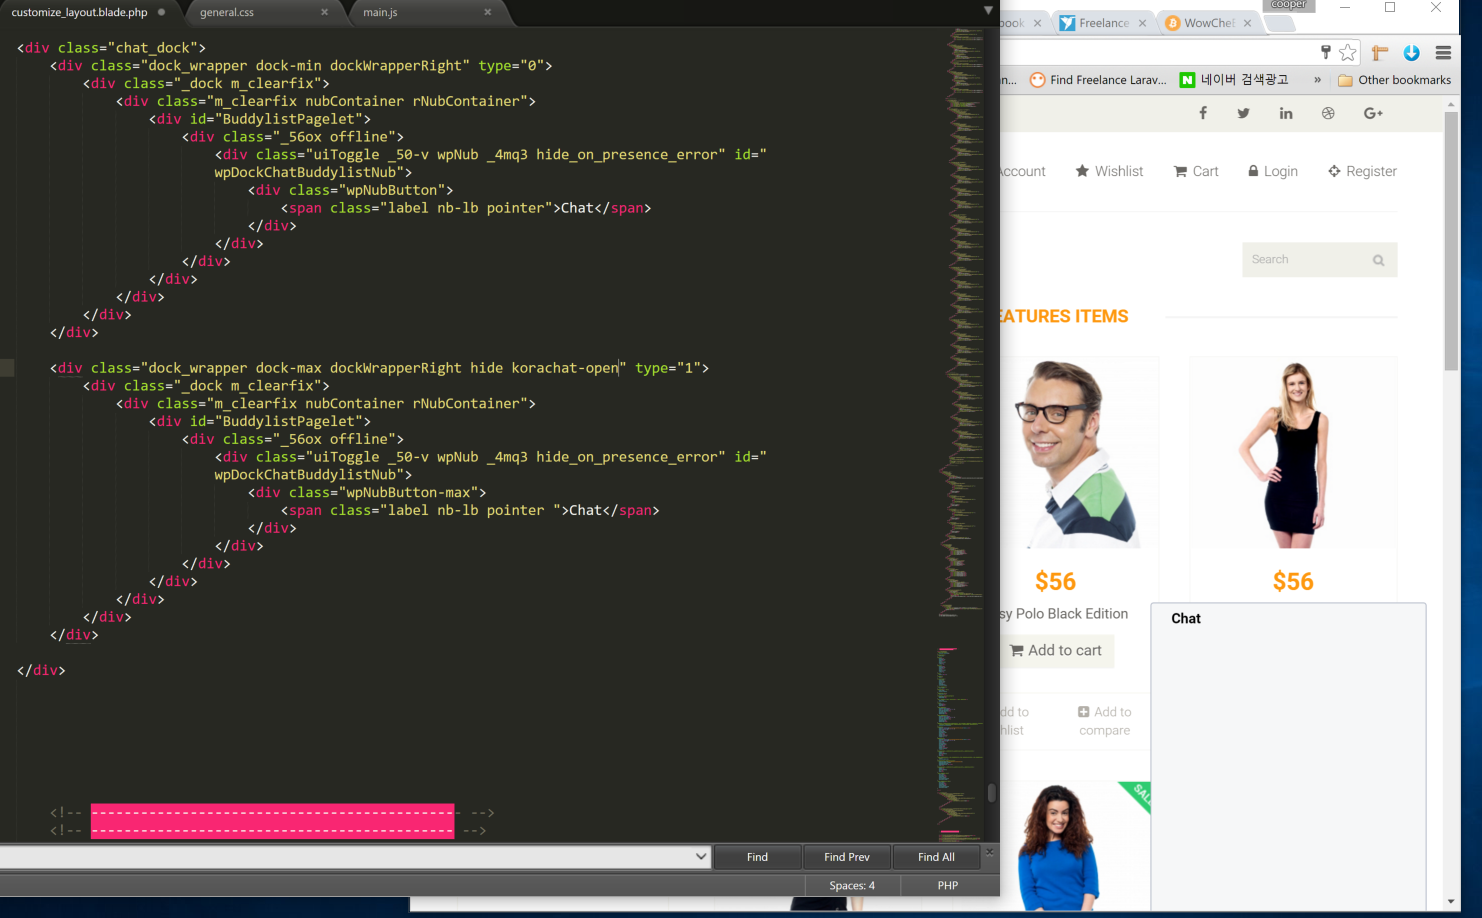 customize_layout.blade.php
general.css
main.js
<div class="chat_dock">
<div class="dock_wrapper dock-min dockWrapperRight" type="0">
<div class="_dock m_clearfix">
<div class="m_clearfix nubContainer rNubContainer">
<div id="BuddylistPagelet">
<div class="_56ox offline">
<div class="uiToggle _50-v wpNub _4mq3 hide_on_presence_error" id="
wpDockChatBuddylistNub">
<div class="wpNubButton">
<span class="label nb-lb pointer">Chat</span>
</div>
</div>
</div>
</div>
</div>
</div>
</div>
<div class="dock_wrapper dock-max dockWrapperRight hide korachat-open" type="1">
<div class="_dock m_clearfix">
<div class="m_clearfix nubContainer rNubContainer">
<div id="BuddylistPagelet">
<div class="_56ox offline">
<div class="uiToggle _50-v wpNub _4mq3 hide_on_presence_error" id="
wpDockChatBuddylistNub">
<div class="wpNubButton-max">
<span class="label nb-lb pointer ">Chat</span>
</div>
</div>
</div>
</div>
</div>
</div>
</div>
</div>
<!-- --------------------------------------------- -->
<!-- -------------------------------------------- -->
Find
Find Prev
Find All
Spaces: 4
PHP
cooper
ook
Freelance
WowChe
n...
Find Freelance Larav...
네이버 검색광고
»
Other bookmarks
Account
Wishlist
Cart
Login
Register
Search
EATURES ITEMS
$56
$56
sy Polo Black Edition
Add to cart
dd to
hlist
Add to
compare
Chat
SAL